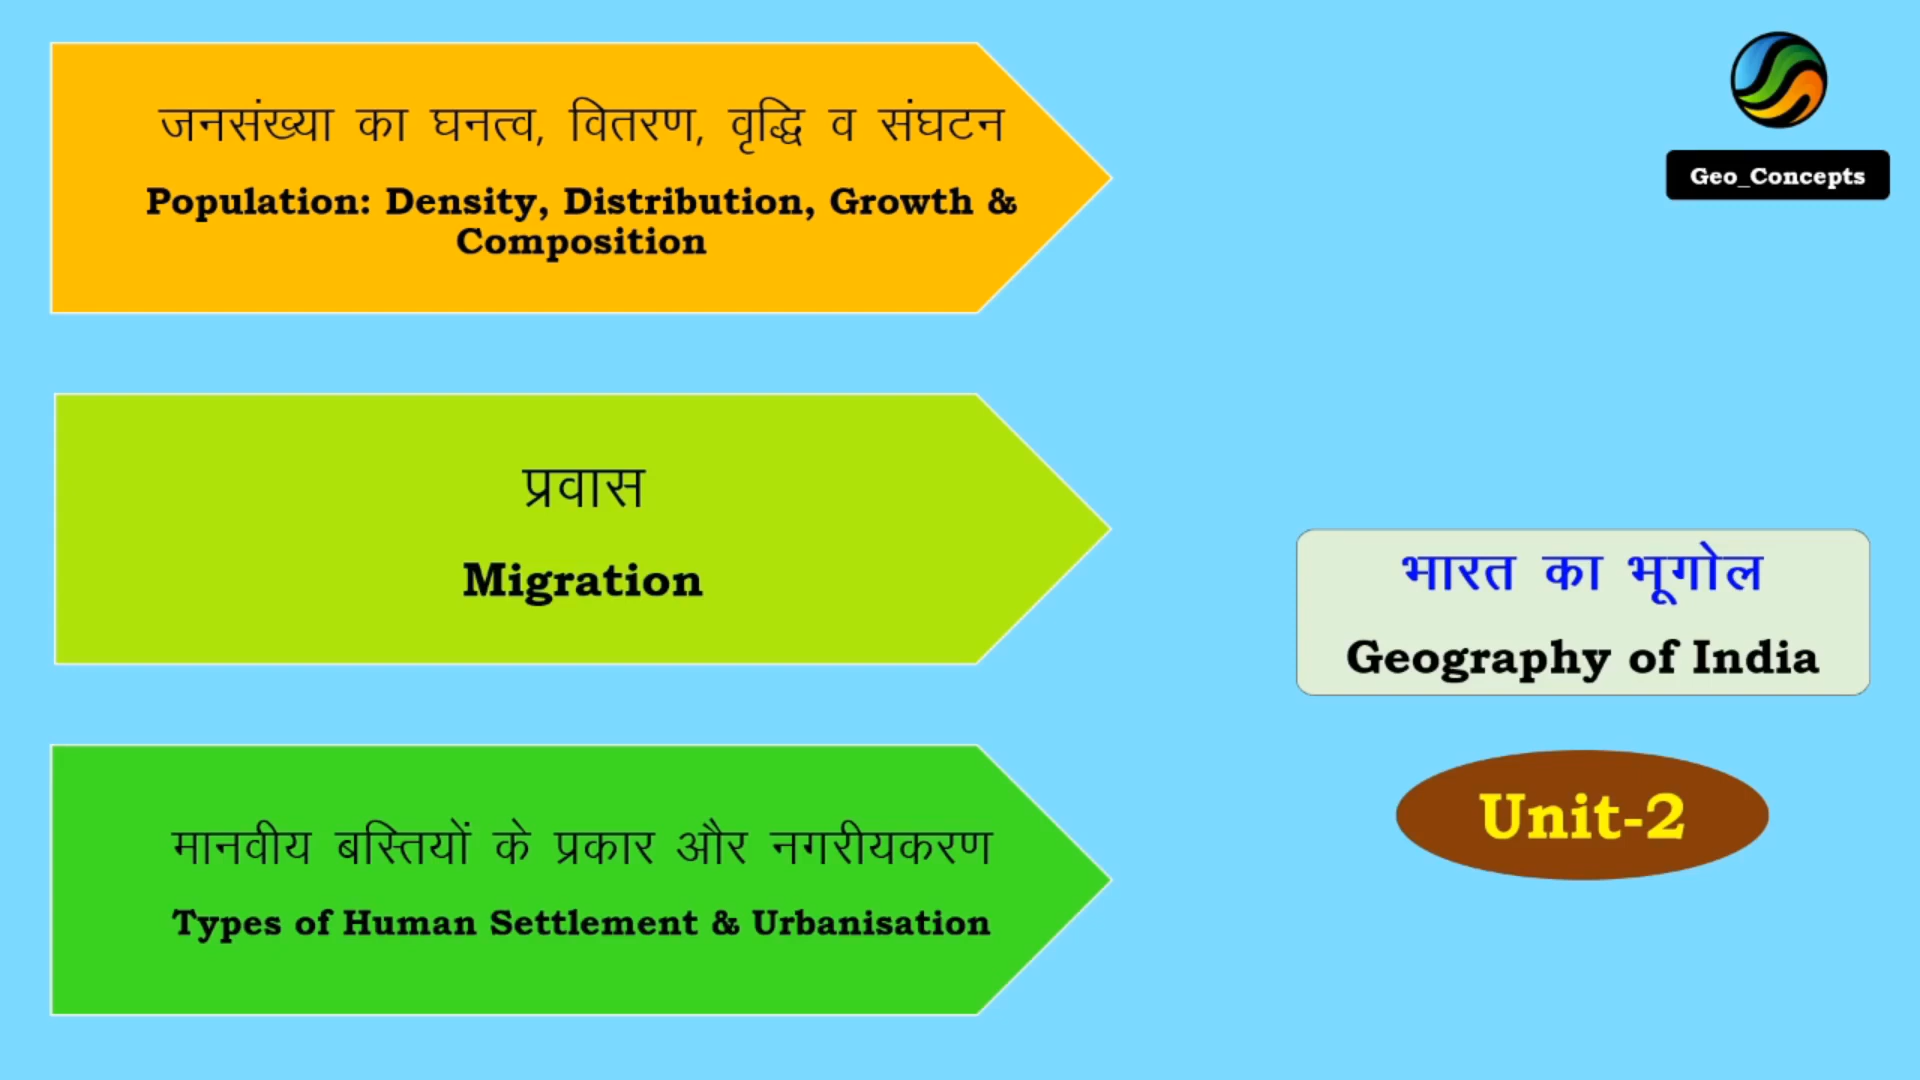 जनसंख्या का घनत्व, वितरण, वृद्धि व संघटन
Population: Density, Distribution, Growth &
Composition
प्रवास
Migration
मानवीय बस्तियों के प्रकार और नगरीयकरण
Types of Human Settlement & Urbanisation
Geo_Concepts
भारत का भूगोल
Geography of India
Unit-2